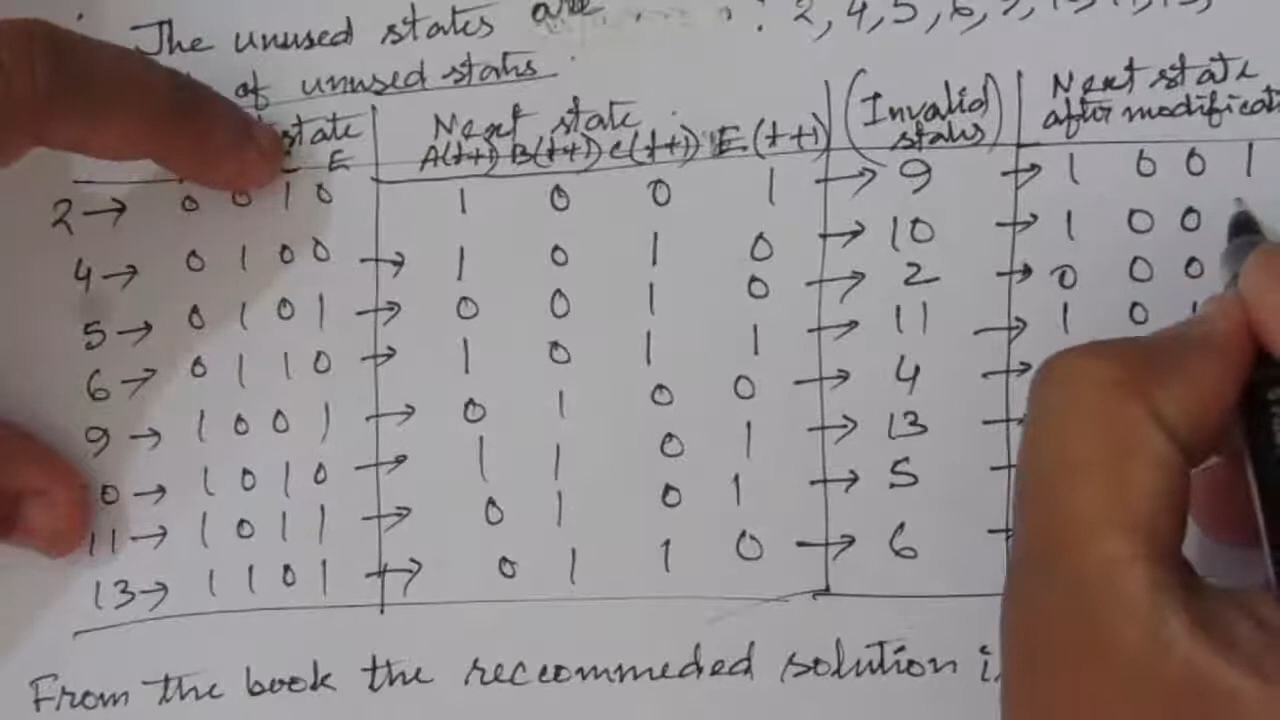 The unused states are : 2, 4, 5, 6, 9,
of unused states
state E | Next state A(t+1) B(t+1) C(t+1) E(t+1) | (Invalid states) | Next state after modificat
2 → 0 0 1 0 1 0 0 1 → 9 → 1 0 0 1
4 → 0 1 0 0 → 1 0 1 0 → 10 → 1 0 0
5 → 0 1 0 1 → 0 0 1 0 → 2 → 0 0 0
6 → 0 1 1 0 → 1 0 1 1 → 11 → 1 0
9 → 1 0 0 1 → 0 1 0 0 → 4 →
0 → 1 0 1 0 → 1 1 0 1 → 13
11 → 1 0 1 1 → 0 1 0 1 → 5
13 → 1 1 0 1 → 0 1 1 0 → 6
From the book the reccommeded solution